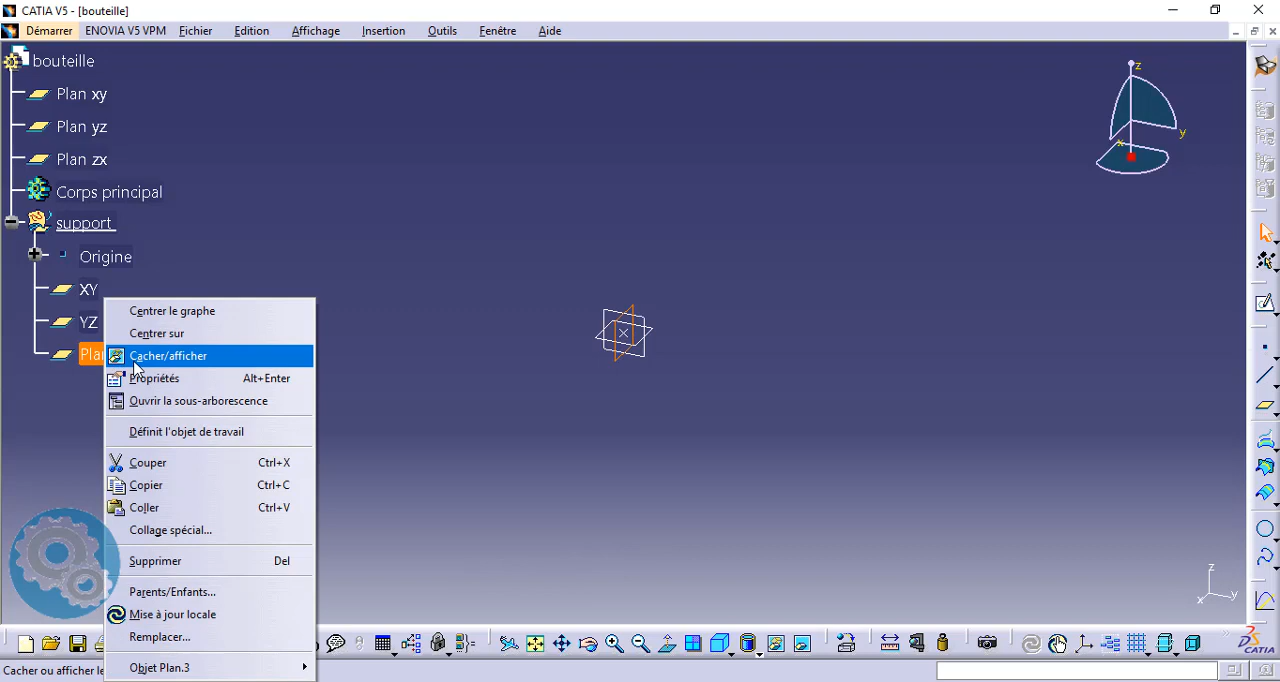 CATIA V5 - [bouteille]
Démarrer ENOVIA V5 VPM Fichier Edition Affichage Insertion Outils Fenêtre Aide
bouteille
Plan xy
Plan yz
Plan zx
Corps principal
support
Origine
XY
YZ
Centrer le graphe
Centrer sur
Cacher/afficher
Propriétés Alt+Enter
Ouvrir la sous-arborescence
Définit l'objet de travail
Couper Ctrl+X
Copier Ctrl+C
Coller Ctrl+V
Collage spécial...
Supprimer Del
Parents/Enfants...
Mise à jour locale
Remplacer...
Objet Plan.3
z
y
x
z
y
x
Cacher ou afficher
CATIA